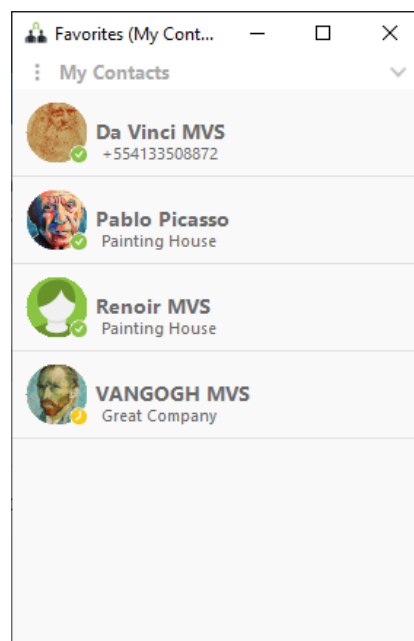 Favorites (My Cont...
My Contacts
Da Vinci MVS
+554133508872
Pablo Picasso
Painting House
Renoir MVS
Painting House
VANGOGH MVS
Great Company